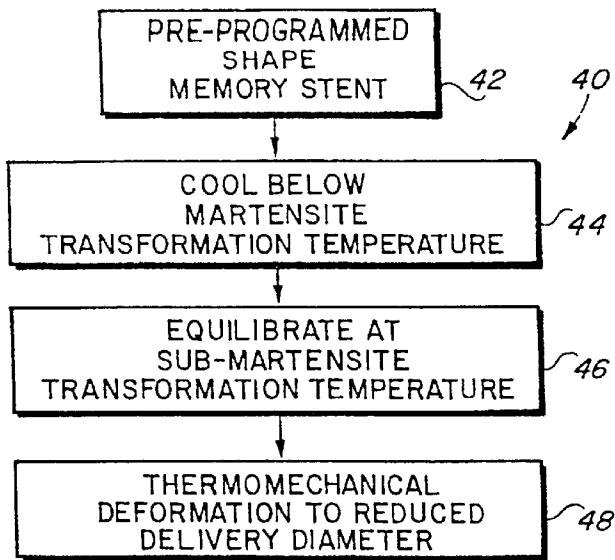 PRE-PROGRAMMED
SHAPE
MEMORY STENT
42
40
COOL BELOW
MARTENSITE
TRANSFORMATION TEMPERATURE
44
EQUILIBRATE AT
SUB-MARTENSITE
TRANSFORMATION TEMPERATURE
46
THERMOMECHANICAL
DEFORMATION TO REDUCED
DELIVERY DIAMETER
48